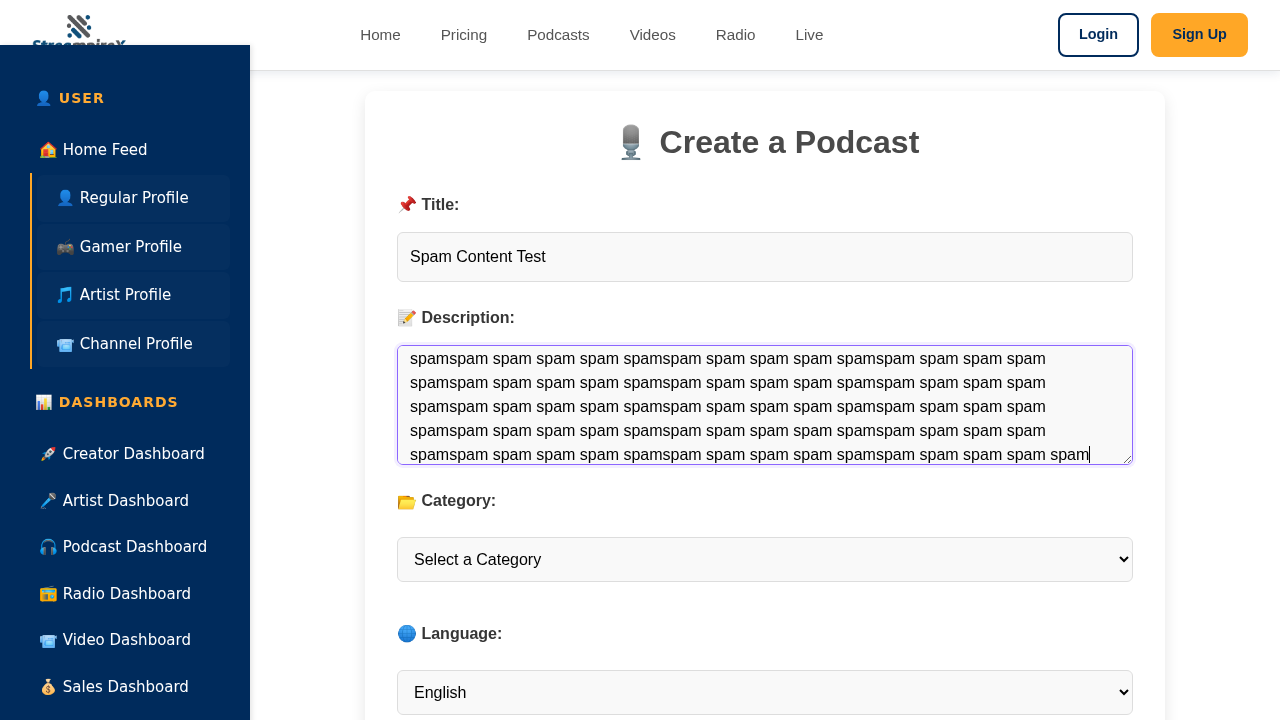 StreampireX
Home
Pricing
Podcasts
Videos
Radio
Live
Login
Sign Up
USER
Home Feed
Regular Profile
Gamer Profile
Artist Profile
Channel Profile
DASHBOARDS
Creator Dashboard
Artist Dashboard
Podcast Dashboard
Radio Dashboard
Video Dashboard
Sales Dashboard
Create a Podcast
Title:
Spam Content Test
Description:
spamspam spam spam spam spamspam spam spam spam spamspam spam spam spam
spamspam spam spam spam spamspam spam spam spam spamspam spam spam spam
spamspam spam spam spam spamspam spam spam spam spamspam spam spam spam
spamspam spam spam spam spamspam spam spam spam spamspam spam spam spam
spamspam spam spam spam spamspam spam spam spam spamspam spam spam spam spam
Category:
Select a Category
Language:
English